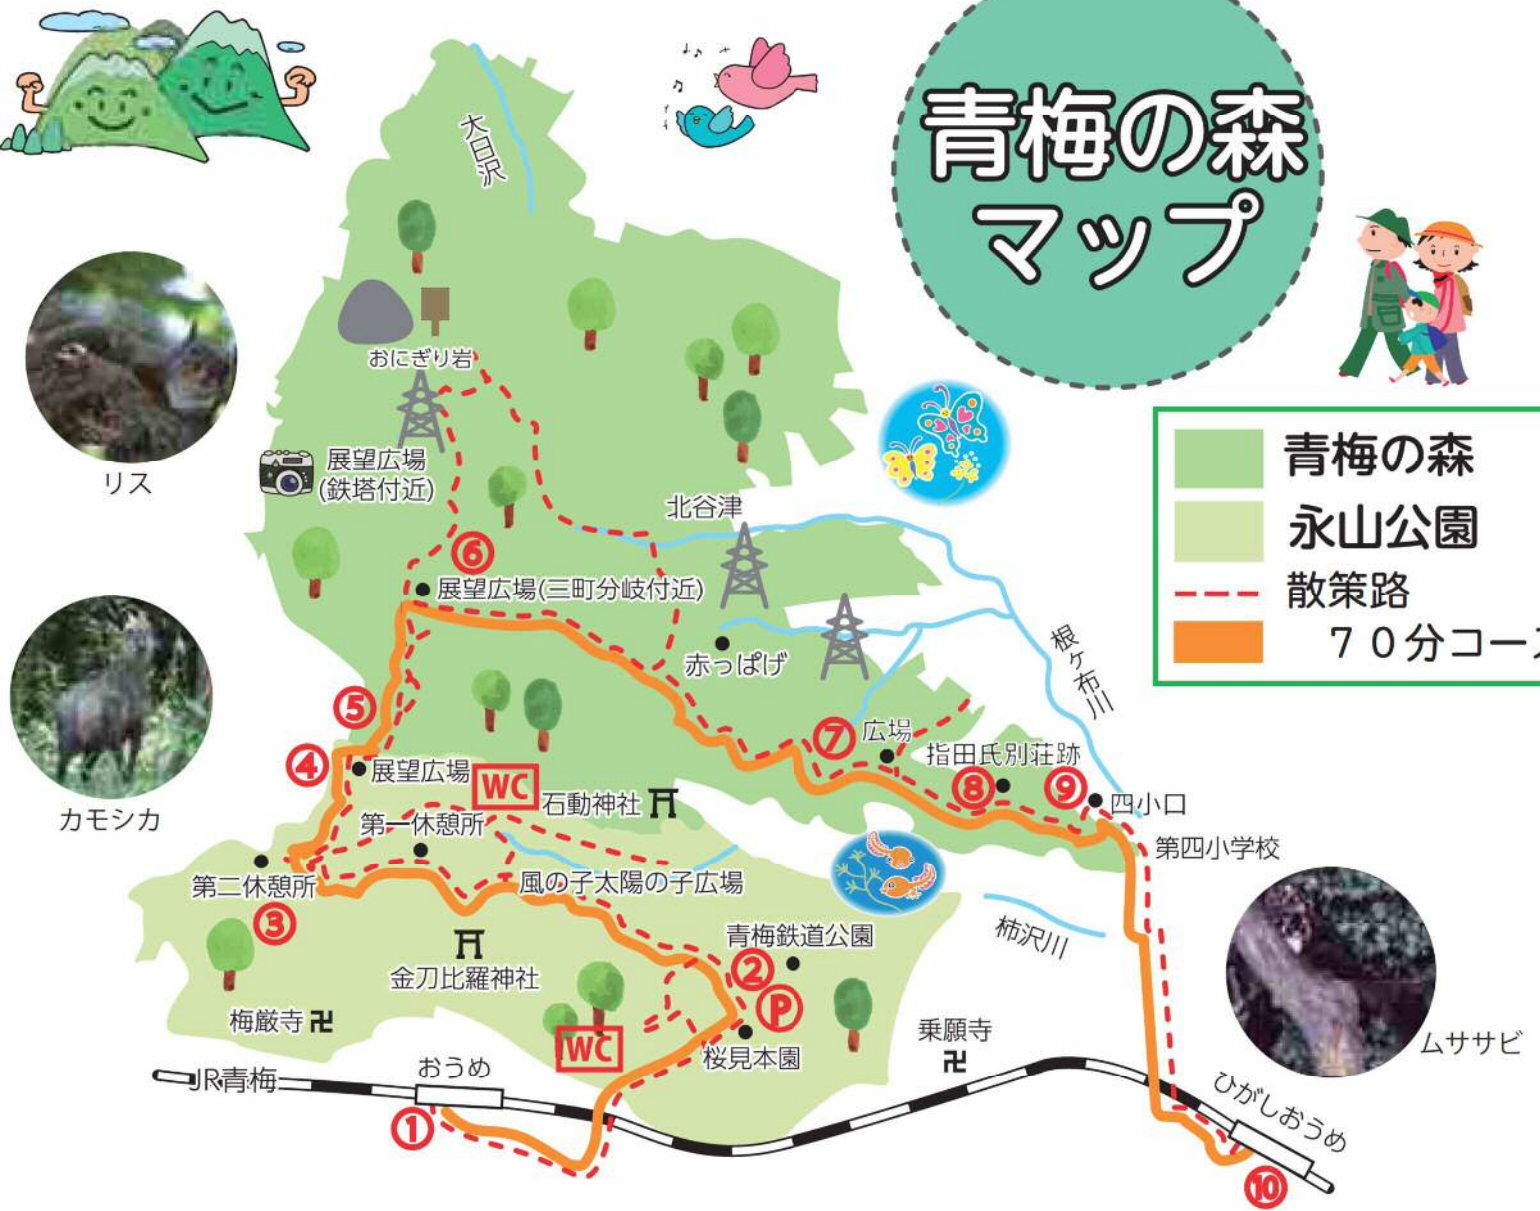 青梅の森
マップ
大日沢
おにぎり岩
リス
展望広場
(鉄塔付近)
北谷津
青梅の森
永山公園
散策路
70分コース
⑥
展望広場(三町分岐付近)
根ヶ布川
赤っぱげ
カモシカ
⑤
④
展望広場
WC
石動神社
⑦
広場
指田氏別荘跡
⑧
⑨
四小口
第四小学校
第一休憩所
第二休憩所
③
風の子太陽の子広場
柿沢川
青梅鉄道公園
②
P
金刀比羅神社
梅厳寺 卍
WC
桜見本園
乗願寺
卍
ムササビ
JR青梅
おうめ
①
ひがしおうめ
⑩